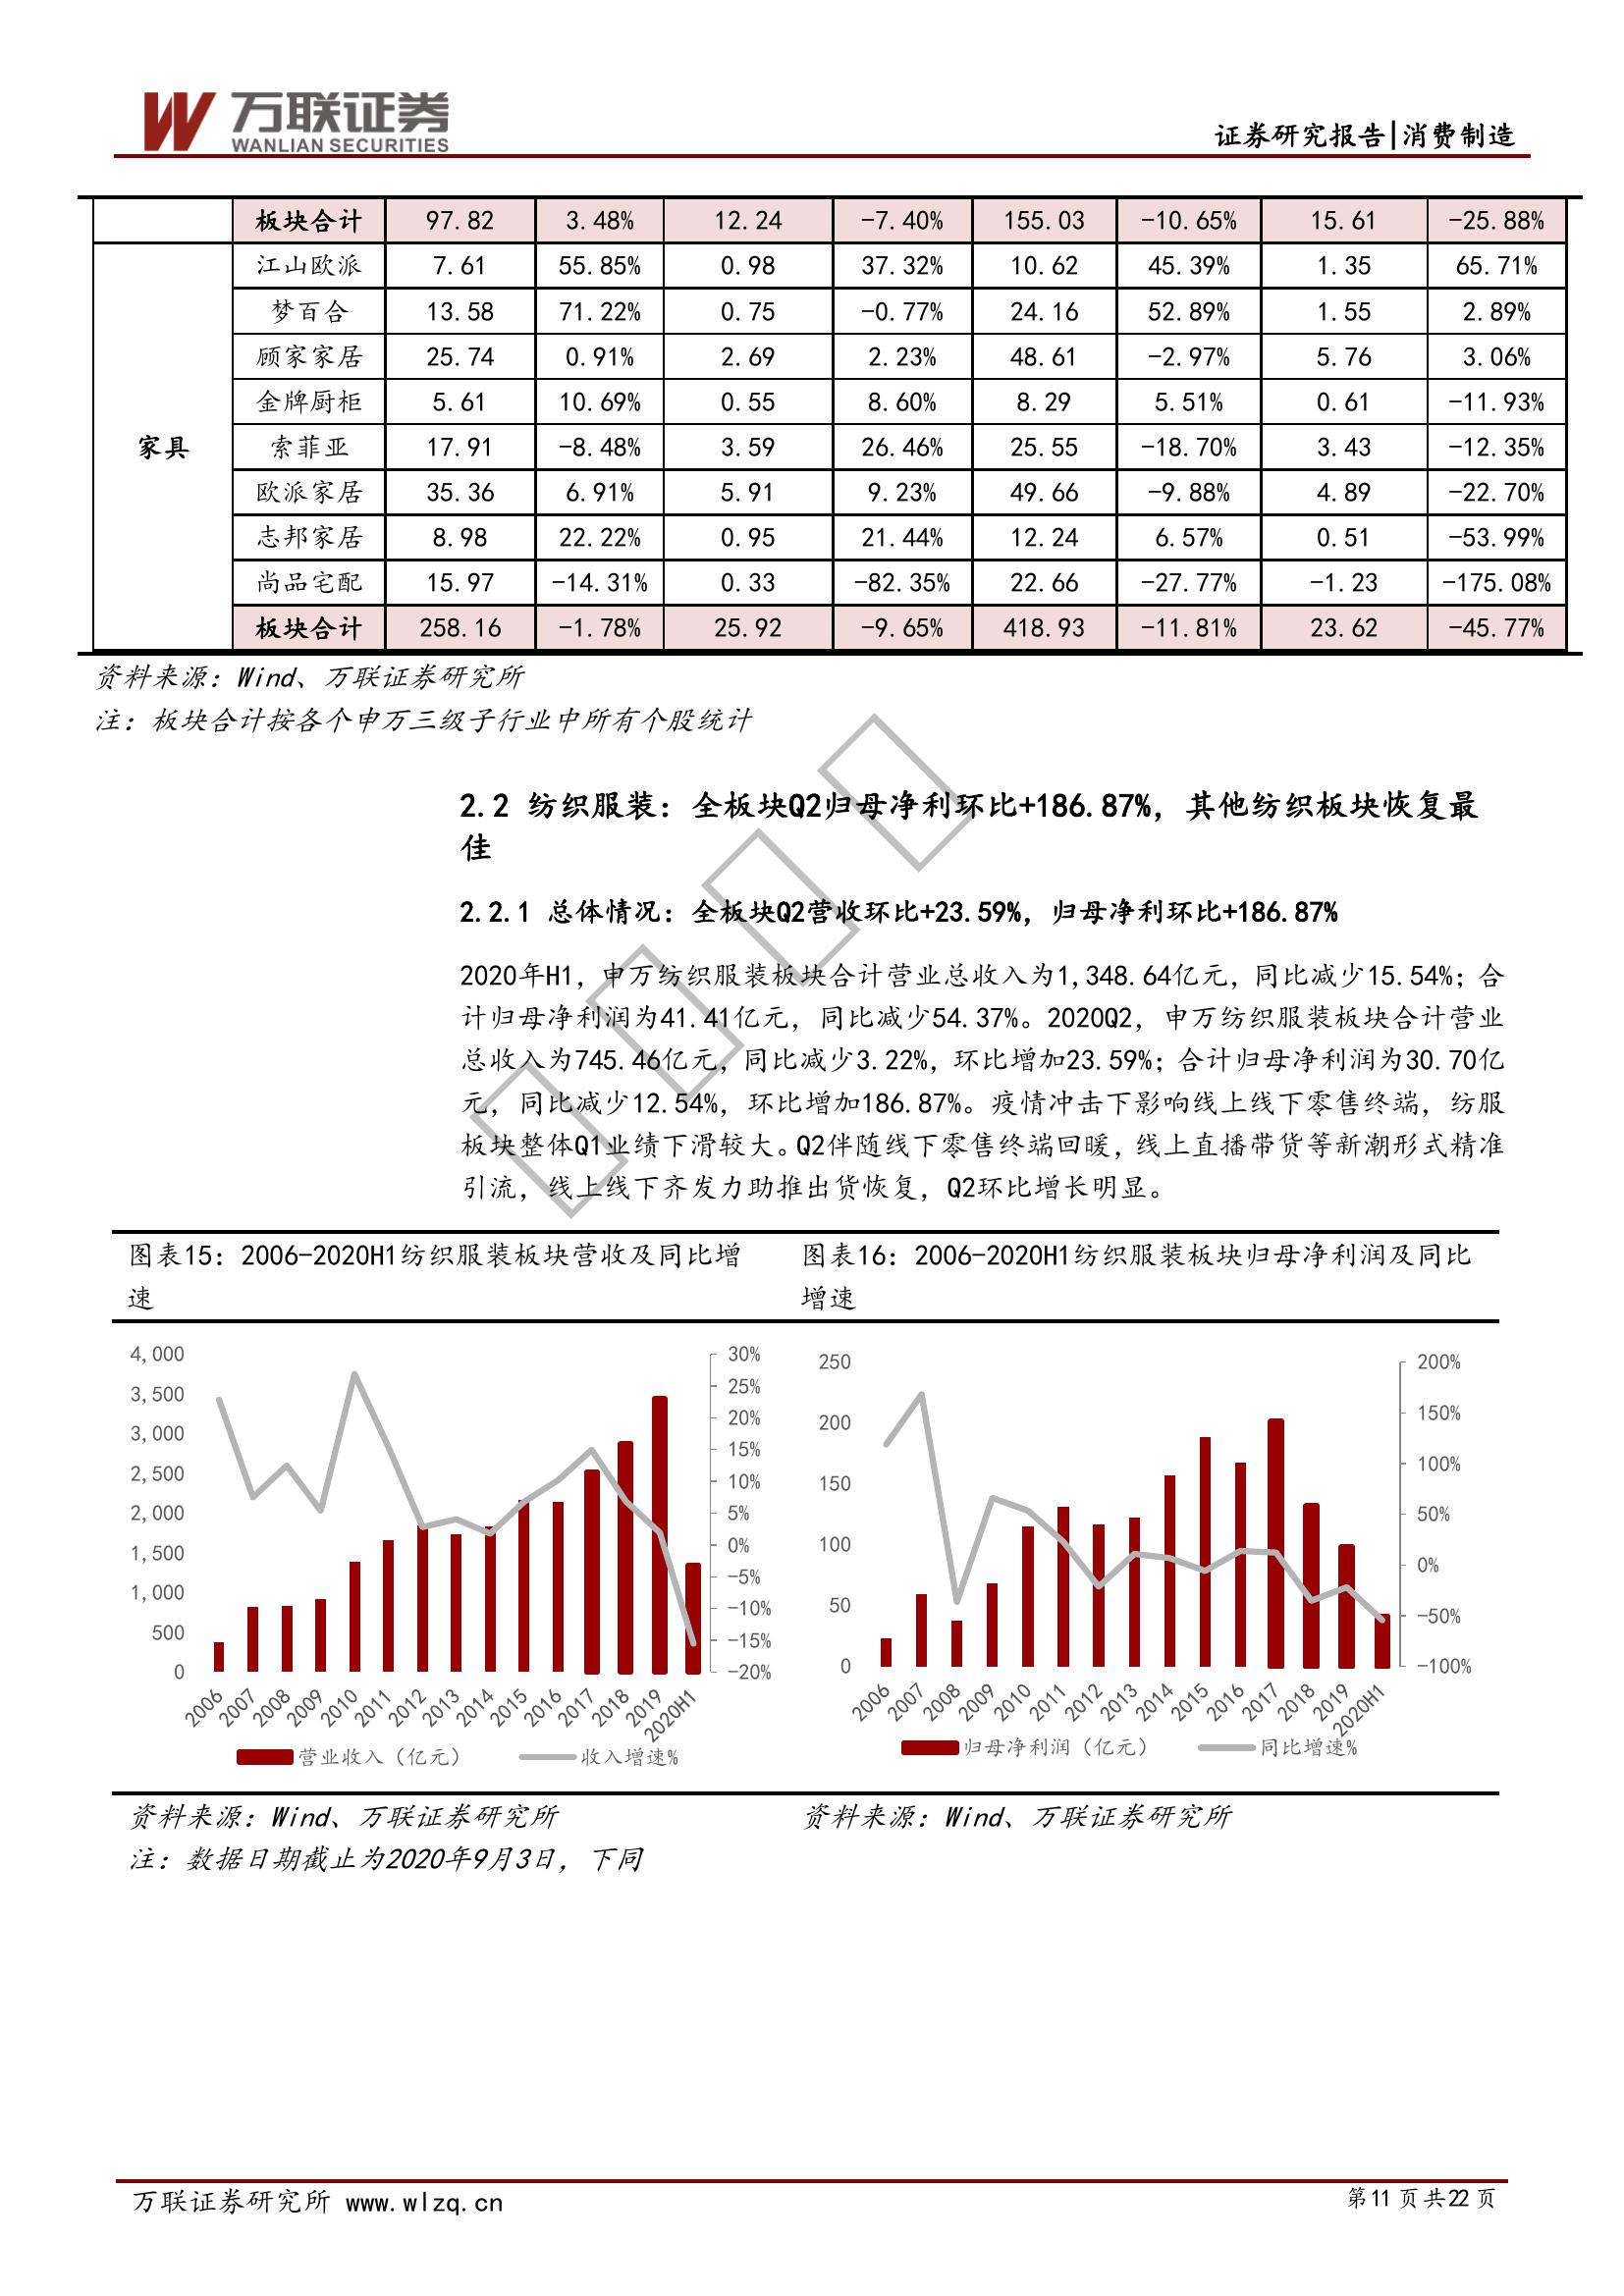 万联证券
WANLIAN SECURITIES
证券研究报告|消费制造
板块合计 97.82 3.48% 12.24 -7.40% 155.03 -10.65% 15.61 -25.88%
家具
江山欧派 7.61 55.85% 0.98 37.32% 10.62 45.39% 1.35 65.71%
梦百合 13.58 71.22% 0.75 -0.77% 24.16 52.89% 1.55 2.89%
顾家家居 25.74 0.91% 2.69 2.23% 48.61 -2.97% 5.76 3.06%
金牌厨柜 5.61 10.69% 0.55 8.60% 8.29 5.51% 0.61 -11.93%
索菲亚 17.91 -8.48% 3.59 26.46% 25.55 -18.70% 3.43 -12.35%
欧派家居 35.36 6.91% 5.91 9.23% 49.66 -9.88% 4.89 -22.70%
志邦家居 8.98 22.22% 0.95 21.44% 12.24 6.57% 0.51 -53.99%
尚品宅配 15.97 -14.31% 0.33 -82.35% 22.66 -27.77% -1.23 -175.08%
板块合计 258.16 -1.78% 25.92 -9.65% 418.93 -11.81% 23.62 -45.77%
资料来源：Wind、万联证券研究所
注：板块合计按各个申万三级子行业中所有个股统计
2.2 纺织服装：全板块Q2归母净利环比+186.87%，其他纺织板块恢复最
佳
2.2.1 总体情况：全板块Q2营收环比+23.59%，归母净利环比+186.87%
2020年H1，申万纺织服装板块合计营业总收入为1,348.64亿元，同比减少15.54%；合
计归母净利润为41.41亿元，同比减少54.37%。2020Q2，申万纺织服装板块合计营业
总收入为745.46亿元，同比减少3.22%，环比增加23.59%；合计归母净利润为30.70亿
元，同比减少12.54%，环比增加186.87%。疫情冲击下影响线上线下零售终端，纺服
板块整体Q1业绩下滑较大。Q2伴随线下零售终端回暖，线上直播带货等新潮形式精准
引流，线上线下齐发力助推出货恢复，Q2环比增长明显。
图表15：2006-2020H1纺织服装板块营收及同比增
速
4,000
3,500
3,000
2,500
2,000
1,500
1,000
500
0
30%
25%
20%
15%
10%
5%
0%
-5%
-10%
-15%
-20%
2006 2007 2008 2009 2010 2011 2012 2013 2014 2015 2016 2017 2018 2019 2020H1
营业收入（亿元） 收入增速%
图表16：2006-2020H1纺织服装板块归母净利润及同比
增速
250
200
150
100
50
0
200%
150%
100%
50%
0%
-50%
-100%
2006 2007 2008 2009 2010 2011 2012 2013 2014 2015 2016 2017 2018 2019 2020H1
归母净利润（亿元） 同比增速%
资料来源：Wind、万联证券研究所
注：数据日期截止为2020年9月3日，下同
资料来源：Wind、万联证券研究所
万联证券研究所 www.wlzq.cn
第11 页共22 页